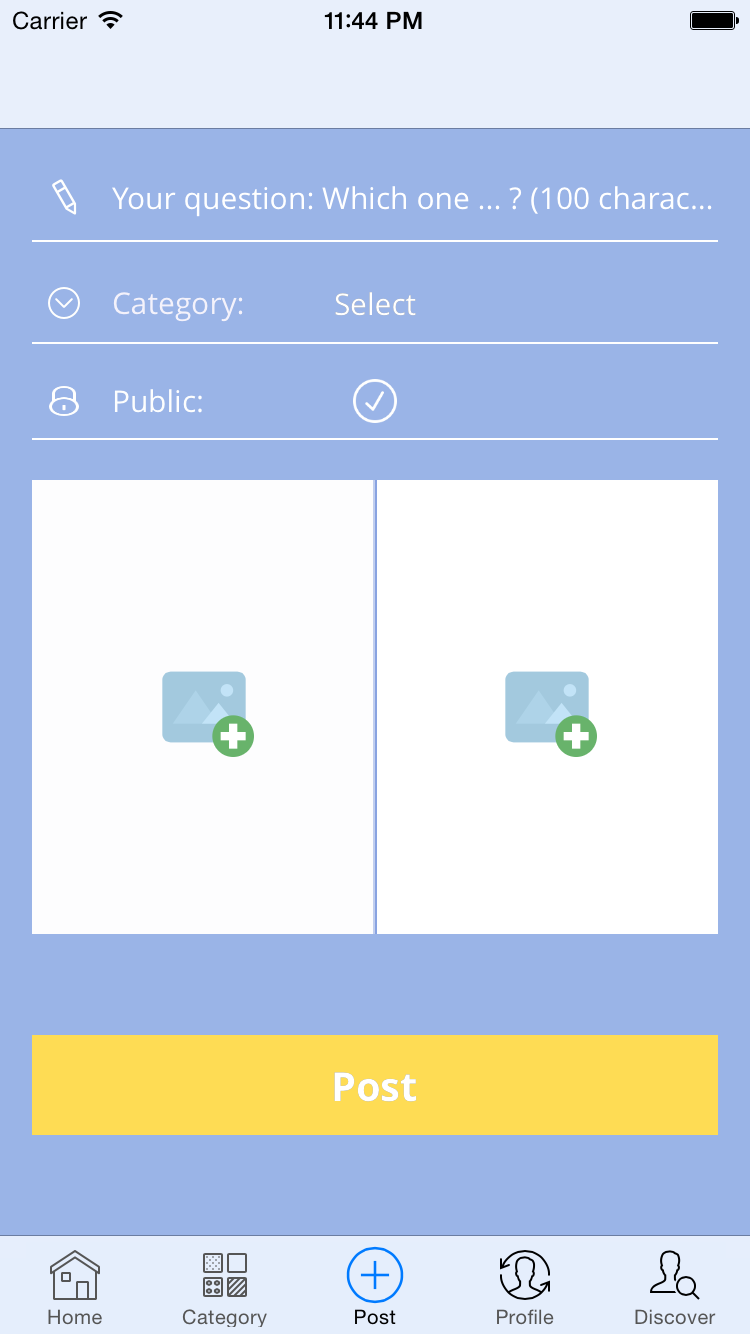 Carrier 11:44 PM
Your question: Which one ... ? (100 charac...
Category: Select
Public:
Post
Home Category Post Profile Discover